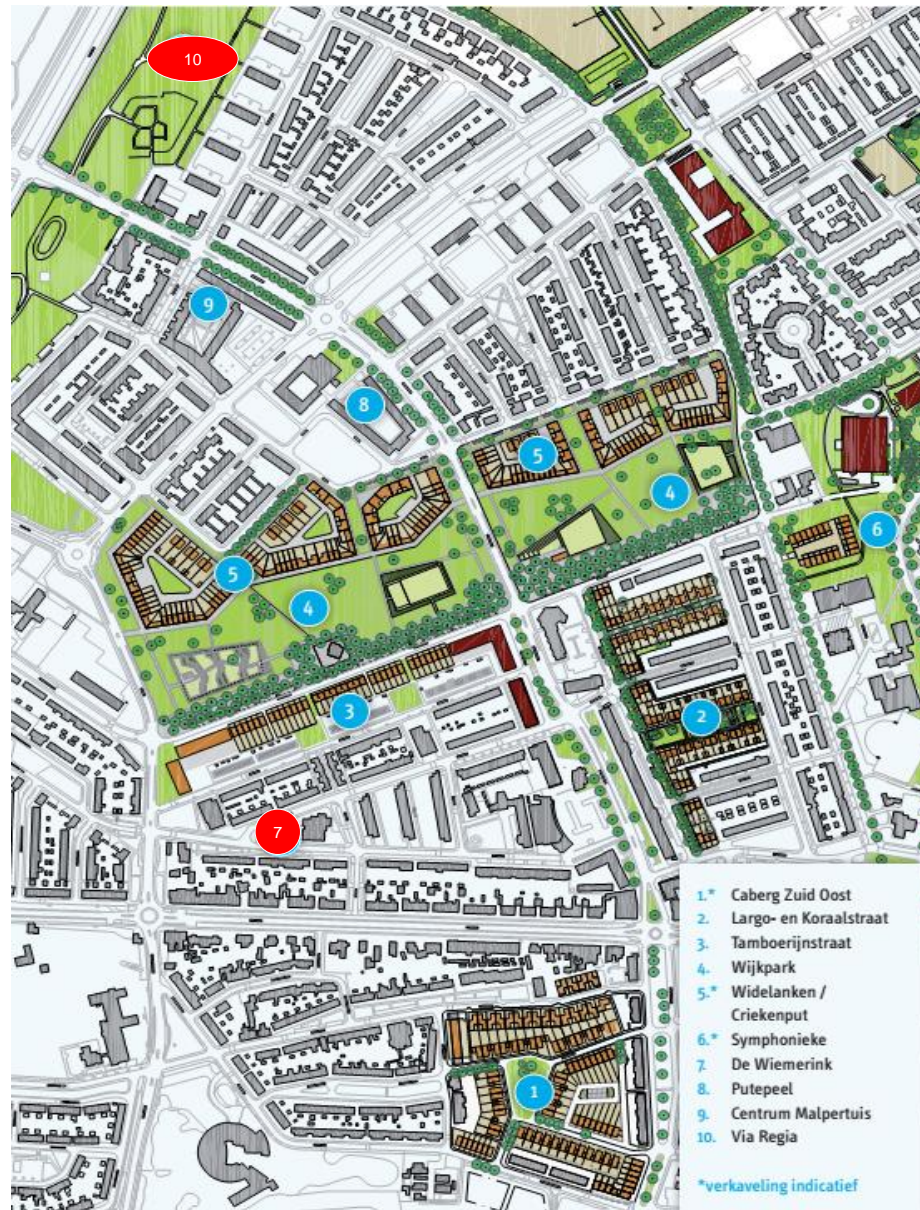 10
9
8
5
4
6
5
4
3
2
7
1
1.* Caberg Zuid Oost
2. Largo- en Koraalstraat
3. Tamboerijnstraat
4. Wijkpark
5.* Widelanken /
Criekenput
6.* Symphonieke
7. De Wiemerink
8. Putepeel
9. Centrum Malpertuis
10. Via Regia
*verkaveling indicatief